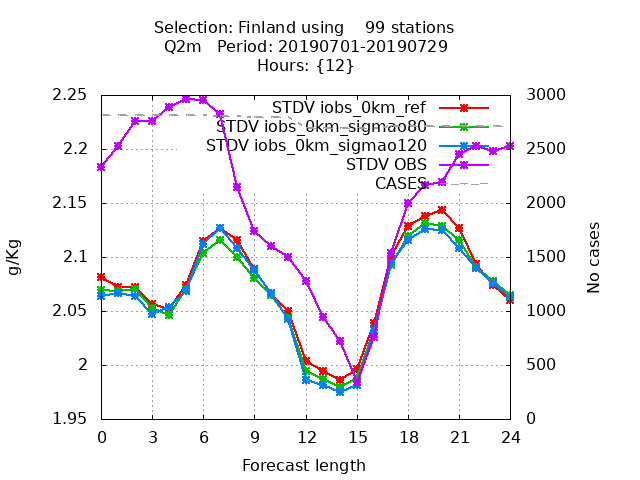 Selection: Finland using    99 stations
Q2m   Period: 20190701-20190729
Hours: {12}
2.25
2.2
2.15
2.1
2.05
2
1.95
g/Kg
STDV iobs_0km_ref
STDV iobs_0km_sigmao80
STDV iobs_0km_sigmao120
STDV OBS
CASES
3000
2500
2000
1500
1000
500
0
No cases
0 3 6 9 12 15 18 21 24
Forecast length